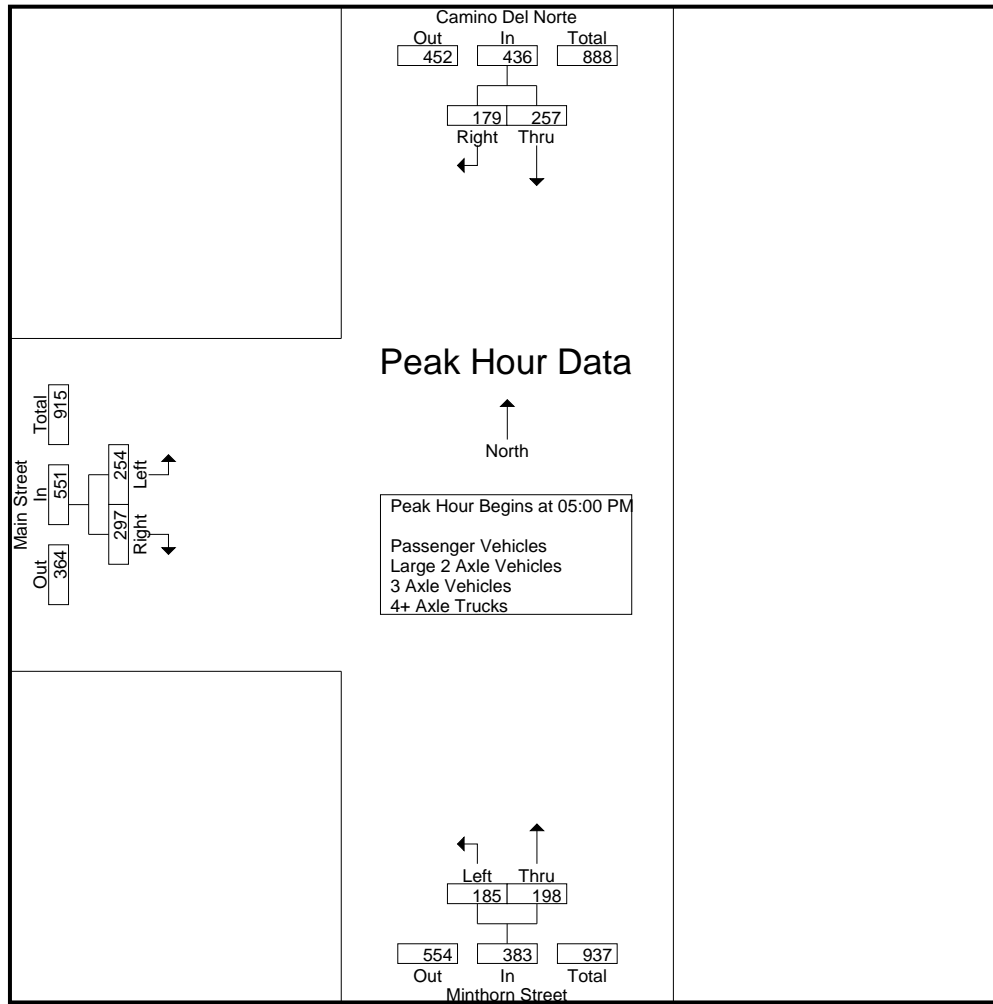 Camino Del Norte
Out In Total
452 436 888
179 257
Right Thru
Peak Hour Data
North
Main Street
Total
915
In
551
Out
364
254
Left
297
Right
Peak Hour Begins at 05:00 PM
Passenger Vehicles
Large 2 Axle Vehicles
3 Axle Vehicles
4+ Axle Trucks
Left Thru
185 198
554 383 937
Out In Total
Minthorn Street